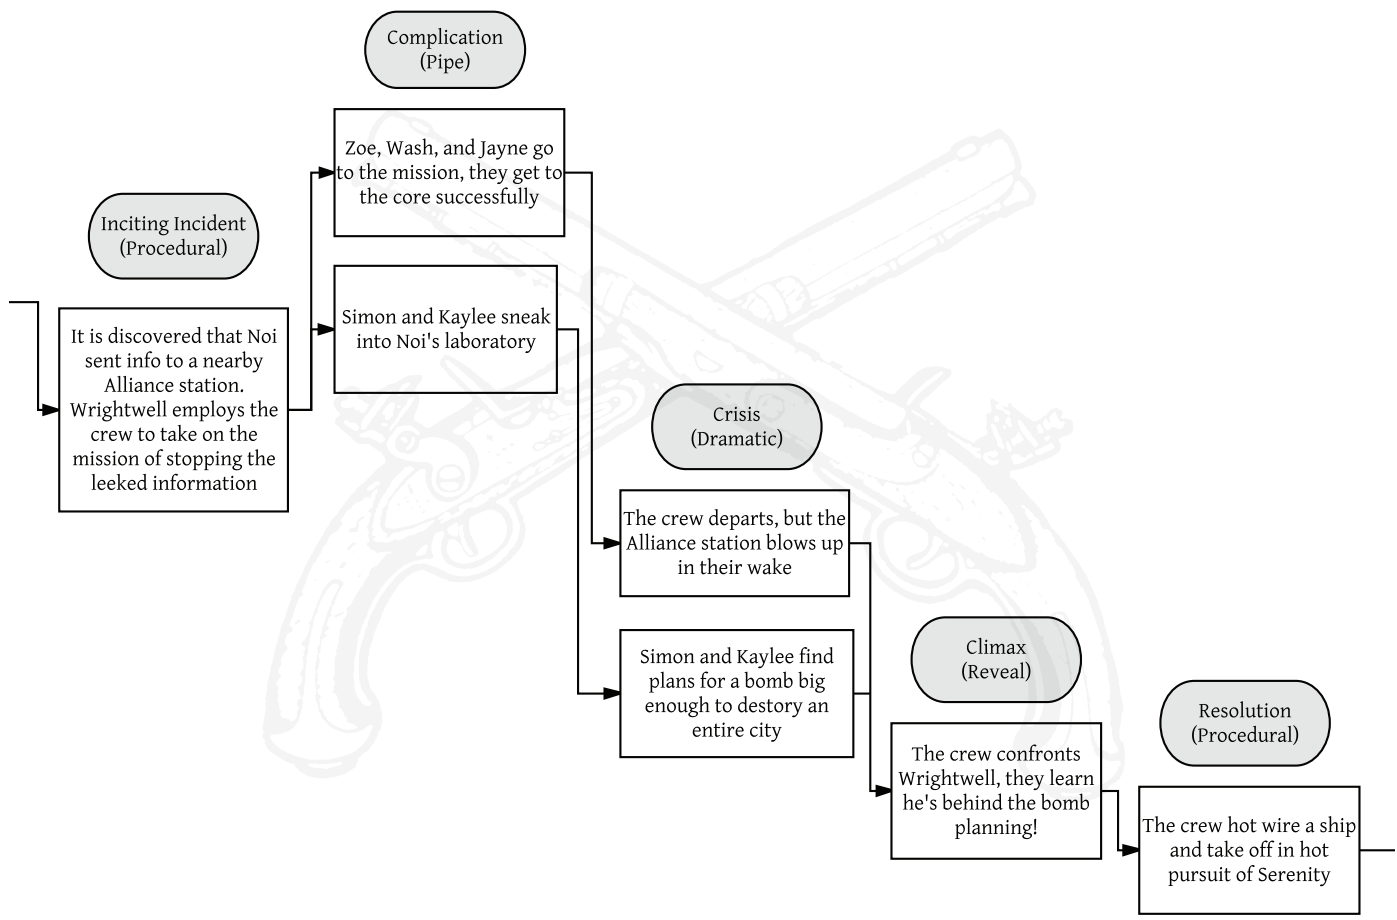 Complication
(Pipe)
Zoe, Wash, and Jayne go
to the mission, they get to
the core successfully
Inciting Incident
(Procedural)
It is discovered that Noi
sent info to a nearby
Alliance station.
Wrightwell employs the
crew to take on the
mission of stopping the
leeked information
Simon and Kaylee sneak
into Noi's laboratory
Crisis
(Dramatic)
The crew departs, but the
Alliance station blows up
in their wake
Simon and Kaylee find
plans for a bomb big
enough to destory an
entire city
Climax
(Reveal)
The crew confronts
Wrightwell, they learn
he's behind the bomb
planning!
Resolution
(Procedural)
The crew hot wire a ship
and take off in hot
pursuit of Serenity